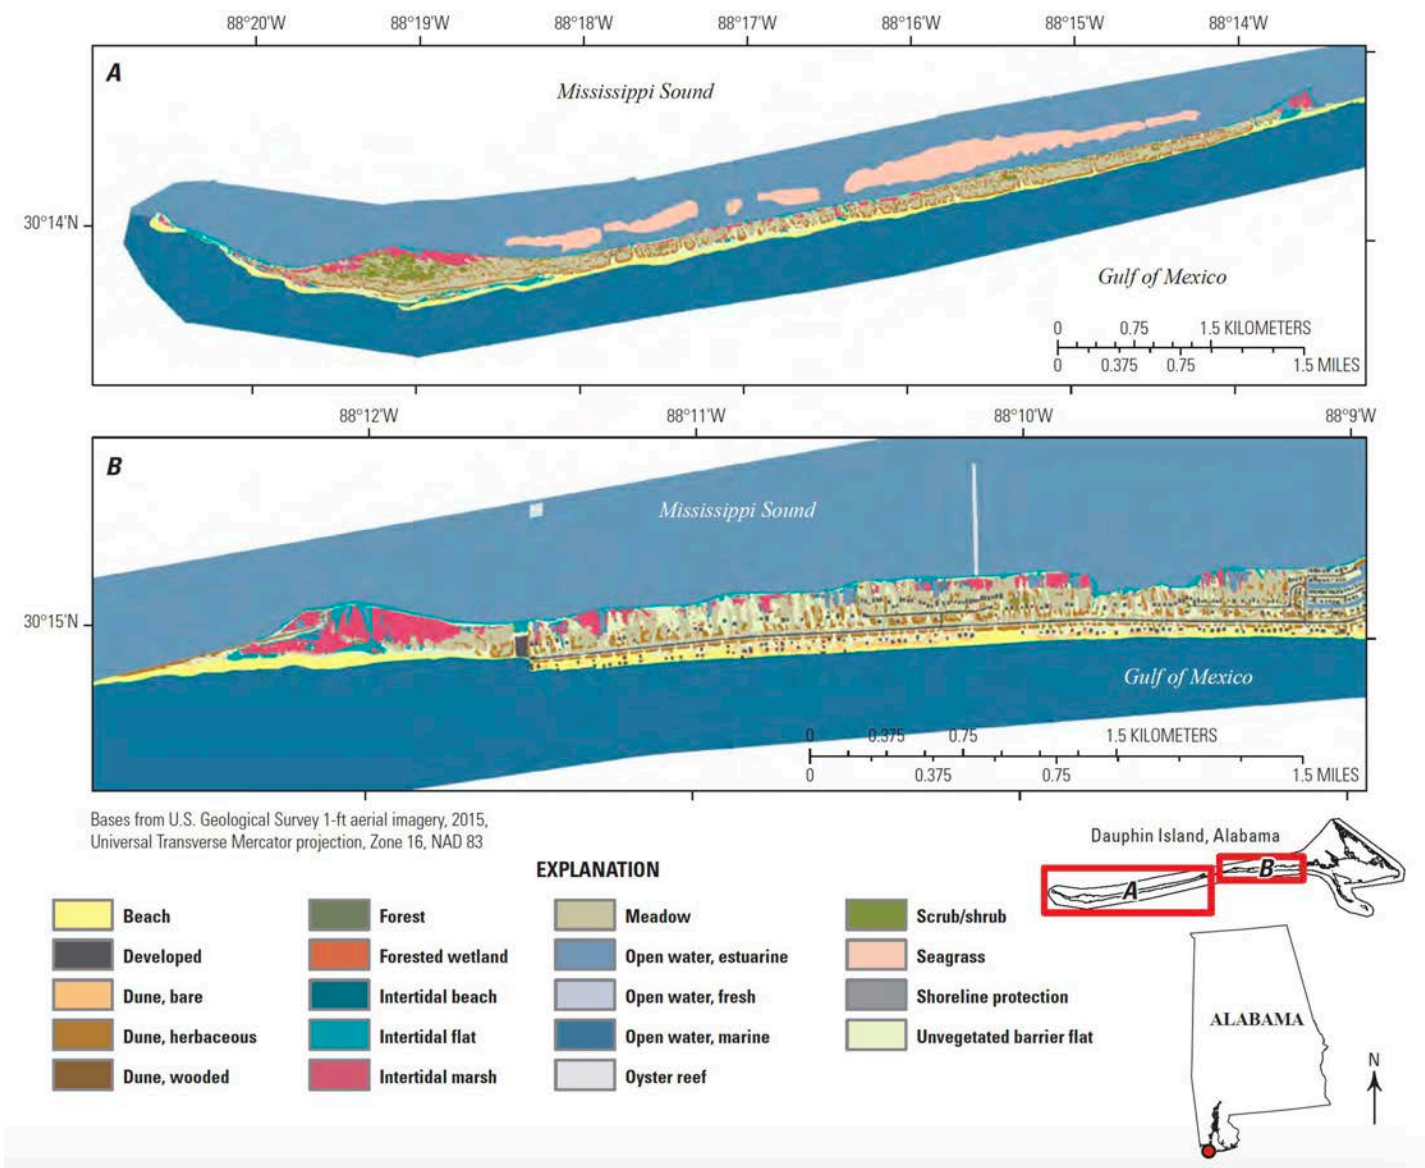 88°20'W 88°19'W 88°18'W 88°17'W 88°16'W 88°15'W 88°14'W
A
Mississippi Sound
30°14'N
Gulf of Mexico
0 0.75 1.5 KILOMETERS
0 0.375 0.75 1.5 MILES
88°12'W 88°11'W 88°10'W 88°9'W
B
Mississippi Sound
30°15'N
Gulf of Mexico
0 0.375 0.75 1.5 KILOMETERS
0 0.375 0.75 1.5 MILES
Bases from U.S. Geological Survey 1-ft aerial imagery, 2015,
Universal Transverse Mercator projection, Zone 16, NAD 83
Dauphin Island, Alabama
A
B
EXPLANATION
Beach
Developed
Dune, bare
Dune, herbaceous
Dune, wooded
Forest
Forested wetland
Intertidal beach
Intertidal flat
Intertidal marsh
Meadow
Open water, estuarine
Open water, fresh
Open water, marine
Oyster reef
Scrub/shrub
Seagrass
Shoreline protection
Unvegetated barrier flat
ALABAMA
N